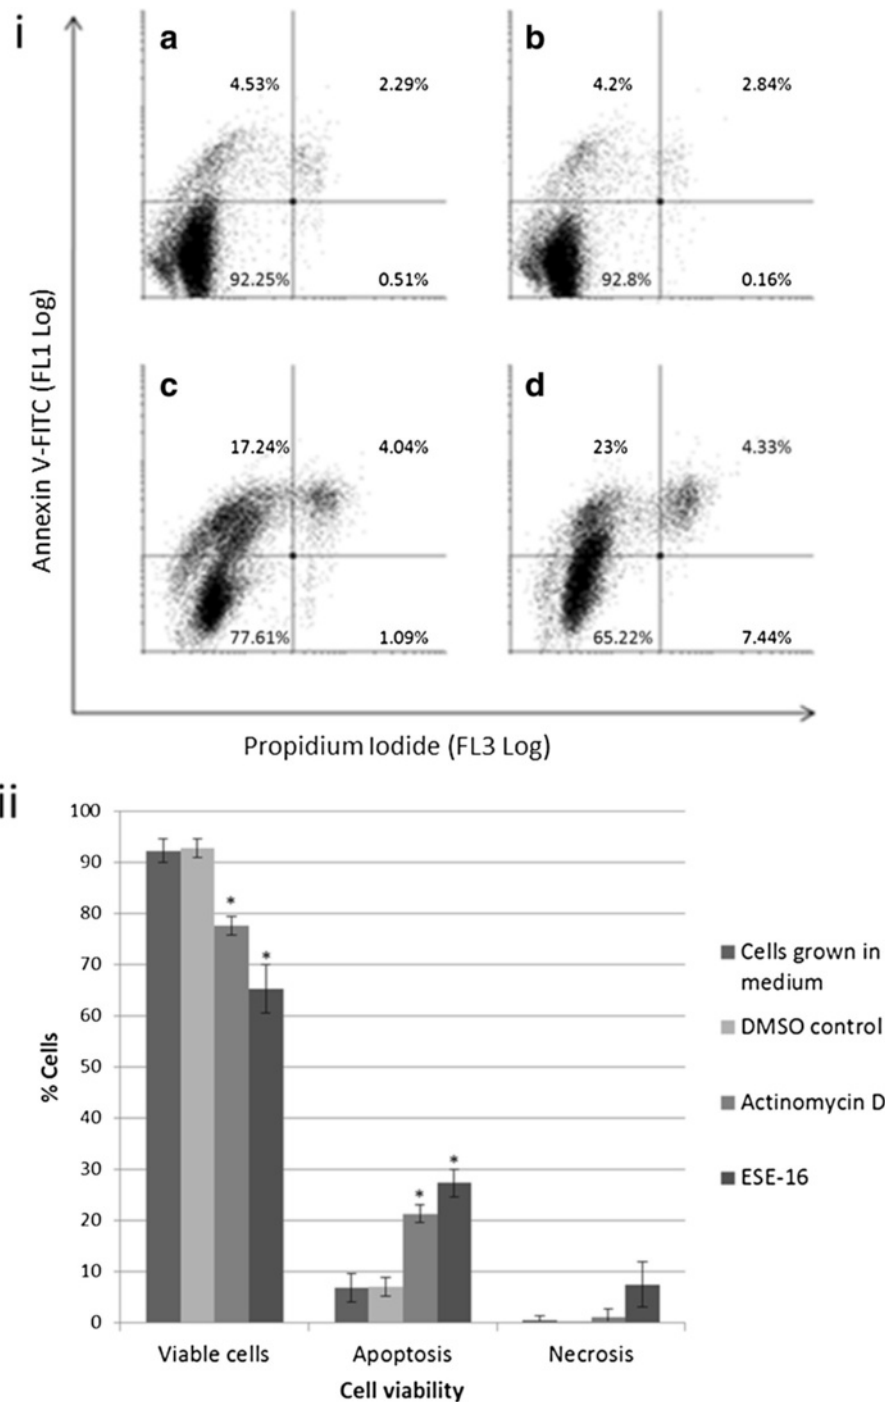 i
a
4.53%
2.29%
92.25%
0.51%
b
4.2%
2.84%
92.8%
0.16%
c
17.24%
4.04%
77.61%
1.09%
d
23%
4.33%
65.22%
7.44%
Annexin V-FITC (FL1 Log)
Propidium Iodide (FL3 Log)
ii
100
90
80
70
60
50
40
30
20
10
0
% Cells
*
*
*
*
Viable cells
Apoptosis
Necrosis
Cell viability
Cells grown in
medium
DMSO control
Actinomycin D
ESE-16